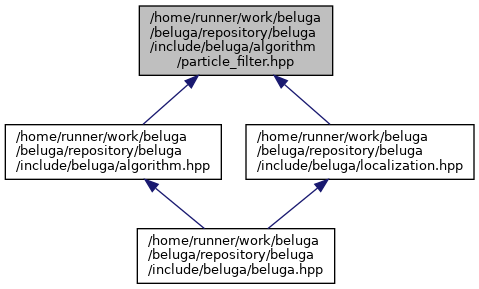 /home/runner/work/beluga
/beluga/repository/beluga
/include/beluga/algorithm
/particle_filter.hpp
/home/runner/work/beluga
/beluga/repository/beluga
/include/beluga/algorithm.hpp
/home/runner/work/beluga
/beluga/repository/beluga
/include/beluga/localization.hpp
/home/runner/work/beluga
/beluga/repository/beluga
/include/beluga/beluga.hpp